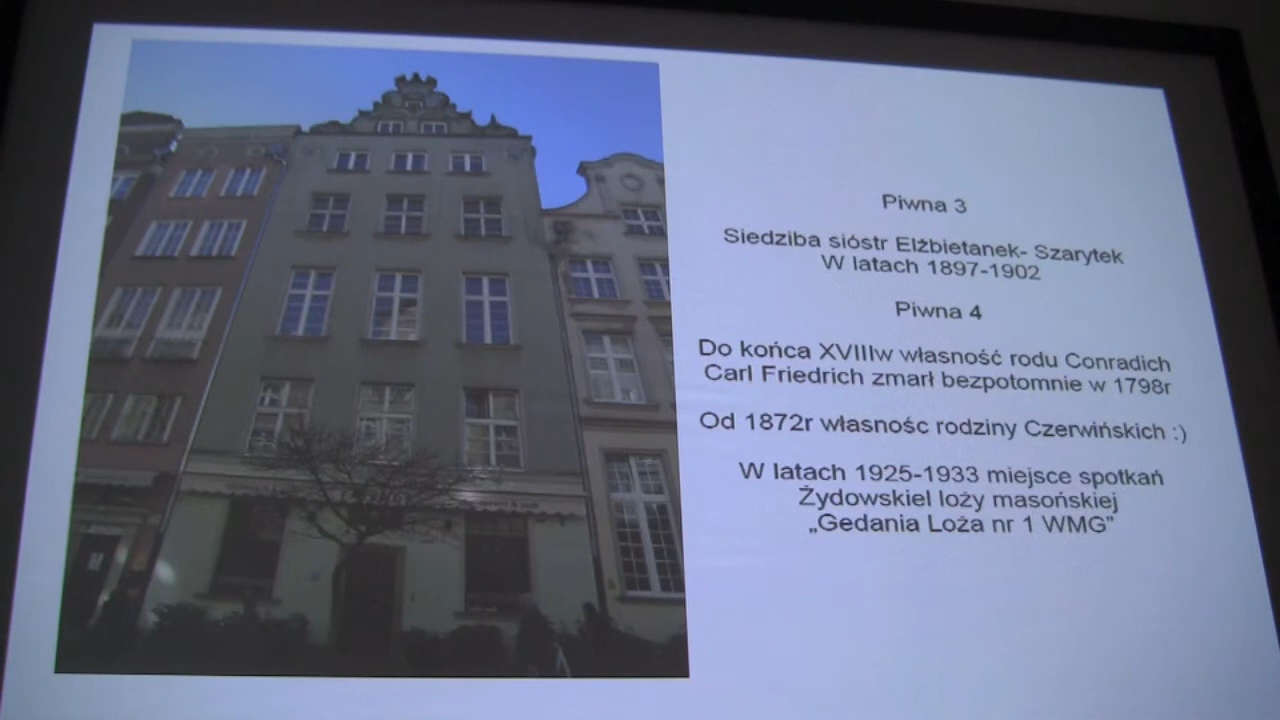 Piwna 3
Siedziba sióstr Elżbietanek- Szarytek
W latach 1897-1902
Piwna 4
Do końca XVIIIw własność rodu Conradich
Carl Friedrich zmarł bezpotomnie w 1798r
Od 1872r własnośc rodziny Czerwińskich :)
W latach 1925-1933 miejsce spotkań
Żydowskiel loży masońskiej
„Gedania Loża nr 1 WMG”